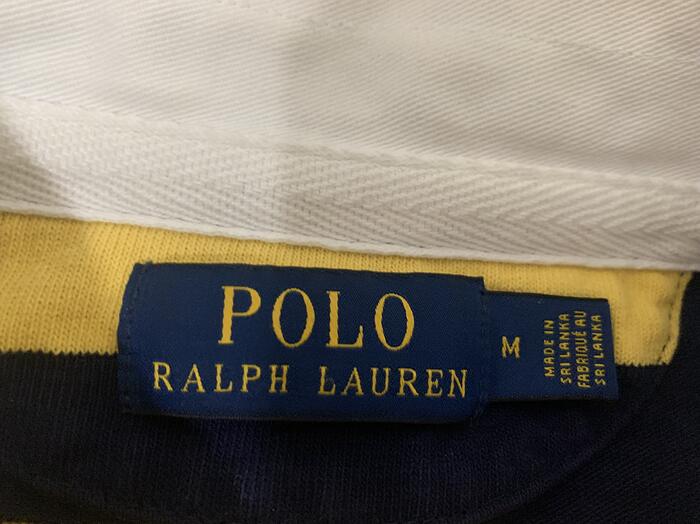 POLO
RALPH LAUREN
M
MADE IN
SRI LANKA
FABRIQUÉ AU
SRI LANKA